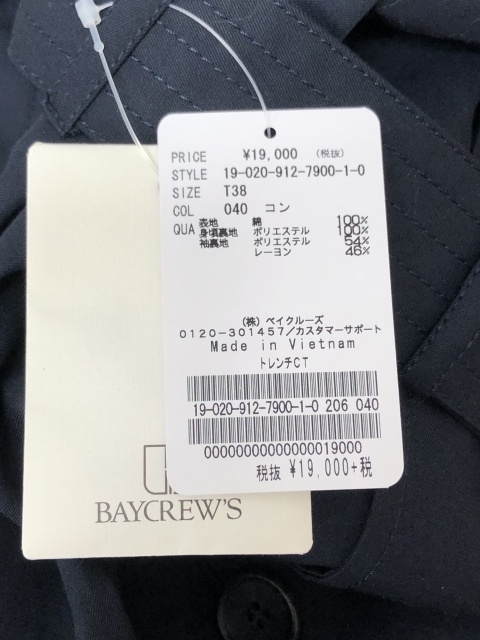 PRICE ¥19,000 (税抜)
STYLE 19-020-912-7900-1-0
SIZE T38
COL 040 コン
QUA 表地 綿 100%
身頃裏地 ポリエステル 100%
袖裏地 ポリエステル 54%
レーヨン 46%
(株) ベイクルーズ
0120-301457/カスタマーサポート
Made in Vietnam
トレンチCT
19-020-912-7900-1-0 206 040
00000000000000019000
税抜 ¥19,000+税
BAYCREW'S